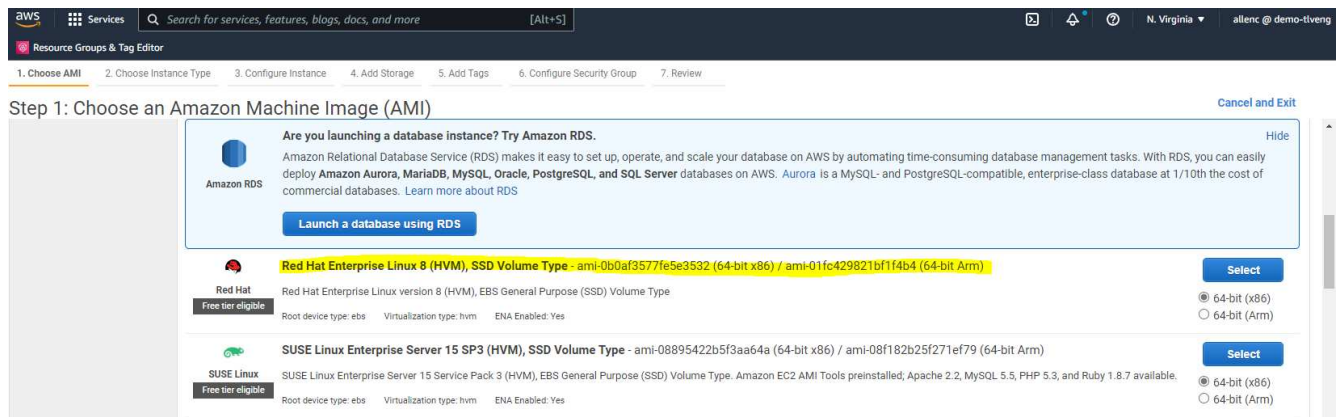 aws Services Search for services, features, blogs, docs, and more [Alt+S] N. Virginia ▼ allenc @ demo-tlveng
Resource Groups & Tag Editor
1. Choose AMI 2. Choose Instance Type 3. Configure Instance 4. Add Storage 5. Add Tags 6. Configure Security Group 7. Review
Step 1: Choose an Amazon Machine Image (AMI) Cancel and Exit
Are you launching a database instance? Try Amazon RDS. Hide
Amazon Relational Database Service (RDS) makes it easy to set up, operate, and scale your database on AWS by automating time-consuming database management tasks. With RDS, you can easily
deploy Amazon Aurora, MariaDB, MySQL, Oracle, PostgreSQL, and SQL Server databases on AWS. Aurora is a MySQL- and PostgreSQL-compatible, enterprise-class database at 1/10th the cost of
commercial databases. Learn more about RDS
Amazon RDS
Launch a database using RDS
Red Hat Enterprise Linux 8 (HVM), SSD Volume Type - ami-0b0af3577fe5e3532 (64-bit x86) / ami-01fc429821bf1f4b4 (64-bit Arm)
Select
Red Hat
Free tier eligible
Red Hat Enterprise Linux version 8 (HVM), EBS General Purpose (SSD) Volume Type
Root device type: ebs Virtualization type: hvm ENA Enabled: Yes
64-bit (x86)
64-bit (Arm)
SUSE Linux Enterprise Server 15 SP3 (HVM), SSD Volume Type - ami-08895422b5f3aa64a (64-bit x86) / ami-08f182b25f271ef79 (64-bit Arm)
Select
SUSE Linux
Free tier eligible
SUSE Linux Enterprise Server 15 Service Pack 3 (HVM), EBS General Purpose (SSD) Volume Type. Amazon EC2 AMI Tools preinstalled; Apache 2.2, MySQL 5.5, PHP 5.3, and Ruby 1.8.7 available.
Root device type: ebs Virtualization type: hvm ENA Enabled: Yes
64-bit (x86)
64-bit (Arm)